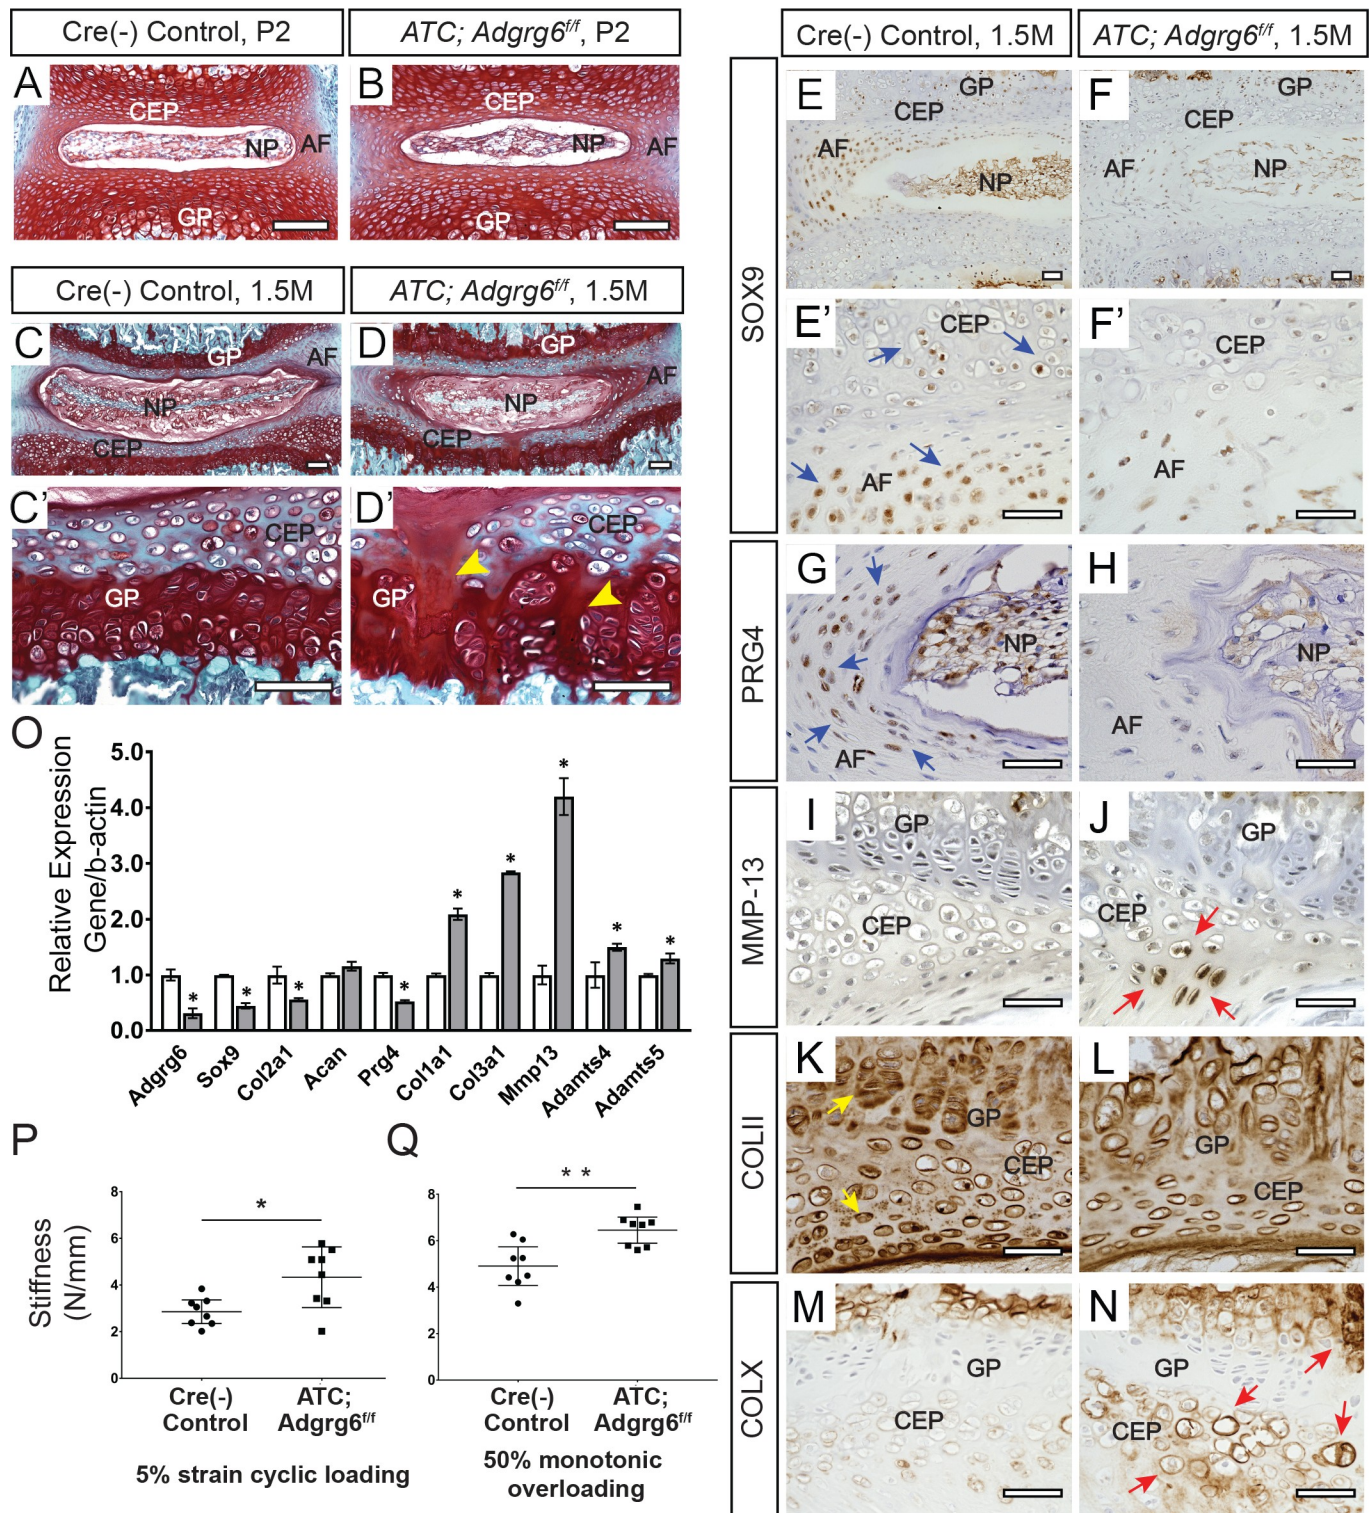 Cre(-) Control, P2
ATC; Adgrg6f/f, P2
A
CEP
NP
AF
GP
B
CEP
NP
AF
GP
Cre(-) Control, 1.5M
ATC; Adgrg6f/f, 1.5M
C
GP
AF
NP
CEP
D
GP
AF
NP
CEP
C’
CEP
GP
D’
CEP
GP
O
Relative Expression
Gene/b-actin
5.0
4.0
3.0
2.0
1.0
0.0
* * * * * * * * *
Adgrg6
Sox9
Col2a1
Acan
Prg4
Col1a1
Col3a1
Mmp13
Adamts4
Adamts5
P
Stiffness
(N/mm)
8
6
4
2
0
*
Cre(-)
Control
ATC;
Adgrg6f/f
5% strain cyclic loading
Q
8
6
4
2
0
* *
Cre(-)
Control
ATC;
Adgrg6f/f
50% monotonic
overloading
Cre(-) Control, 1.5M
ATC; Adgrg6f/f, 1.5M
SOX9
E
GP
CEP
AF
NP
F
GP
CEP
AF
NP
E’
CEP
AF
F’
CEP
AF
PRG4
G
NP
AF
H
NP
AF
MMP-13
I
GP
CEP
J
GP
CEP
COLII
K
GP
CEP
L
GP
CEP
COLX
M
GP
CEP
N
GP
CEP